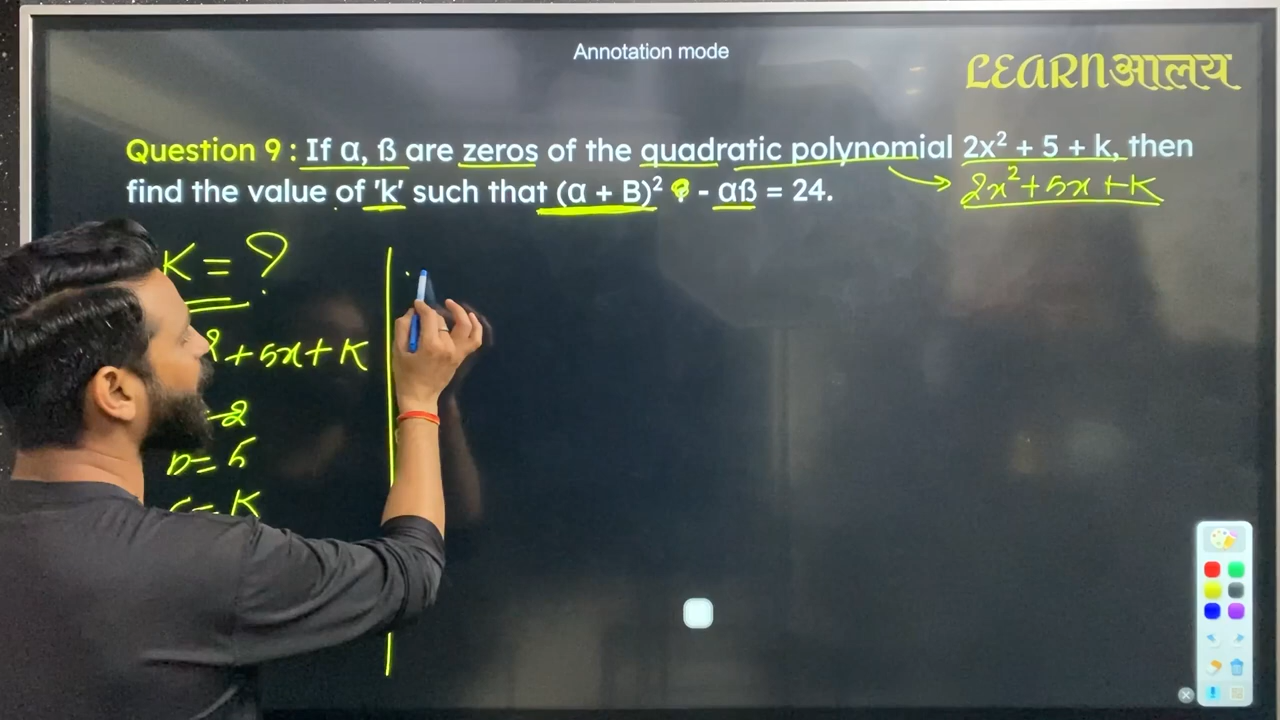 Annotation mode
LEARNआलय
Question 9 : If α, ß are zeros of the quadratic polynomial 2x² + 5 + k, then
find the value of 'k' such that (α + B)² - αß = 24.
2x²+5x+K
K = ?
+5x+K
2
b=5
c=K